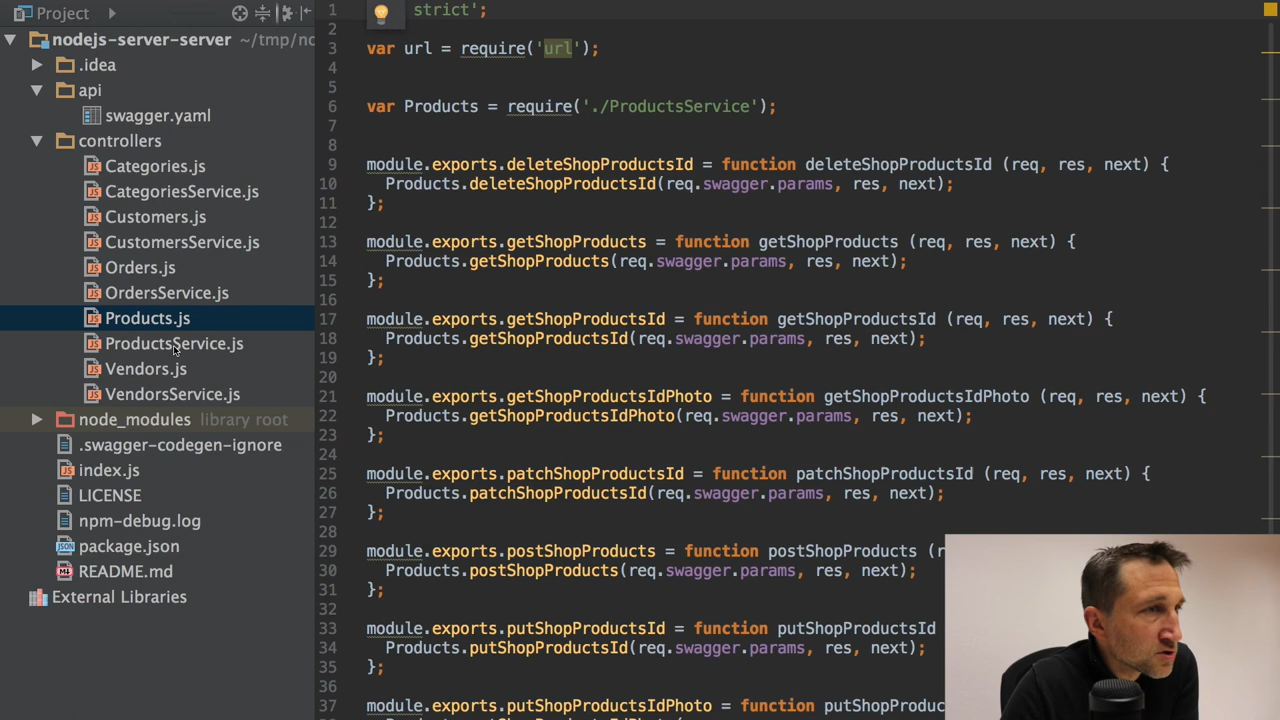 Project
nodejs-server-server ~/tmp/no
.idea
api
swagger.yaml
controllers
Categories.js
CategoriesService.js
Customers.js
CustomersService.js
Orders.js
OrdersService.js
Products.js
ProductsService.js
Vendors.js
VendorsService.js
node_modules library root
.swagger-codegen-ignore
index.js
LICENSE
npm-debug.log
package.json
README.md
External Libraries
1 strict';
2
3 var url = require('url');
4
5
6 var Products = require('./ProductsService');
7
8
9 module.exports.deleteShopProductsId = function deleteShopProductsId (req, res, next) {
10 Products.deleteShopProductsId(req.swagger.params, res, next);
11 };
12
13 module.exports.getShopProducts = function getShopProducts (req, res, next) {
14 Products.getShopProducts(req.swagger.params, res, next);
15 };
16
17 module.exports.getShopProductsId = function getShopProductsId (req, res, next) {
18 Products.getShopProductsId(req.swagger.params, res, next);
19 };
20
21 module.exports.getShopProductsIdPhoto = function getShopProductsIdPhoto (req, res, next) {
22 Products.getShopProductsIdPhoto(req.swagger.params, res, next);
23 };
24
25 module.exports.patchShopProductsId = function patchShopProductsId (req, res, next) {
26 Products.patchShopProductsId(req.swagger.params, res, next);
27 };
28
29 module.exports.postShopProducts = function postShopProducts (r
30 Products.postShopProducts(req.swagger.params, res, next);
31 };
32
33 module.exports.putShopProductsId = function putShopProductsId
34 Products.putShopProductsId(req.swagger.params, res, next);
35 };
36
37 module.exports.putShopProductsIdPhoto = function putShopProduc